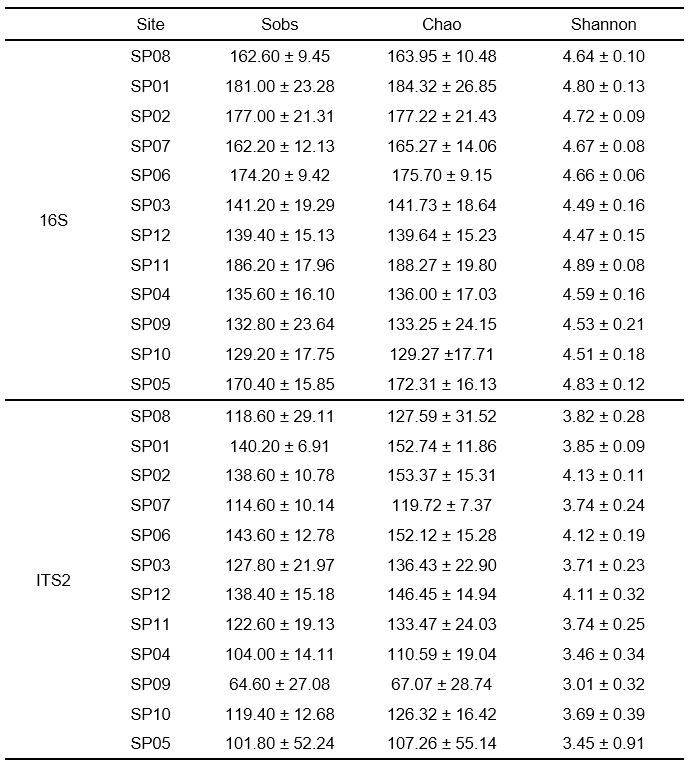 Site Sobs Chao Shannon
SP08 162.60 ± 9.45 163.95 ± 10.48 4.64 ± 0.10
SP01 181.00 ± 23.28 184.32 ± 26.85 4.80 ± 0.13
SP02 177.00 ± 21.31 177.22 ± 21.43 4.72 ± 0.09
SP07 162.20 ± 12.13 165.27 ± 14.06 4.67 ± 0.08
SP06 174.20 ± 9.42 175.70 ± 9.15 4.66 ± 0.06
SP03 141.20 ± 19.29 141.73 ± 18.64 4.49 ± 0.16
16S
SP12 139.40 ± 15.13 139.64 ± 15.23 4.47 ± 0.15
SP11 186.20 ± 17.96 188.27 ± 19.80 4.89 ± 0.08
SP04 135.60 ± 16.10 136.00 ± 17.03 4.59 ± 0.16
SP09 132.80 ± 23.64 133.25 ± 24.15 4.53 ± 0.21
SP10 129.20 ± 17.75 129.27 ±17.71 4.51 ± 0.18
SP05 170.40 ± 15.85 172.31 ± 16.13 4.83 ± 0.12
SP08 118.60 ± 29.11 127.59 ± 31.52 3.82 ± 0.28
SP01 140.20 ± 6.91 152.74 ± 11.86 3.85 ± 0.09
SP02 138.60 ± 10.78 153.37 ± 15.31 4.13 ± 0.11
SP07 114.60 ± 10.14 119.72 ± 7.37 3.74 ± 0.24
SP06 143.60 ± 12.78 152.12 ± 15.28 4.12 ± 0.19
SP03 127.80 ± 21.97 136.43 ± 22.90 3.71 ± 0.23
ITS2
SP12 138.40 ± 15.18 146.45 ± 14.94 4.11 ± 0.32
SP11 122.60 ± 19.13 133.47 ± 24.03 3.74 ± 0.25
SP04 104.00 ± 14.11 110.59 ± 19.04 3.46 ± 0.34
SP09 64.60 ± 27.08 67.07 ± 28.74 3.01 ± 0.32
SP10 119.40 ± 12.68 126.32 ± 16.42 3.69 ± 0.39
SP05 101.80 ± 52.24 107.26 ± 55.14 3.45 ± 0.91